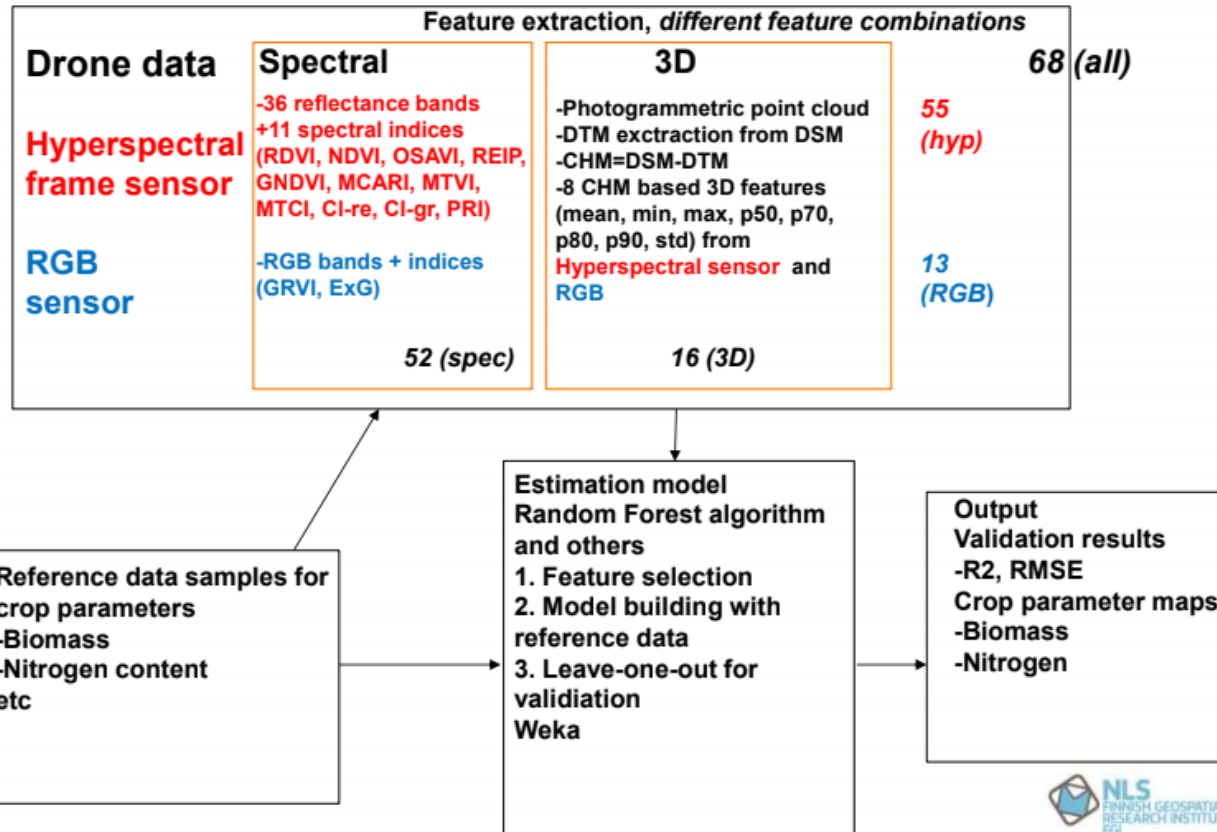 Feature extraction, different feature combinations
Drone data
Spectral
3D
68 (all)
Hyperspectral
frame sensor
-36 reflectance bands
+11 spectral indices
(RDVI, NDVI, OSAVI, REIP,
GNDVI, MCARI, MTVI,
MTCI, CI-re, CI-gr, PRI)
-Photogrammetric point cloud
-DTM exctraction from DSM
-CHM=DSM-DTM
-8 CHM based 3D features
(mean, min, max, p50, p70,
p80, p90, std) from
Hyperspectral sensor and
RGB
55
(hyp)
RGB
sensor
-RGB bands + indices
(GRVI, ExG)
13
(RGB)
52 (spec)
16 (3D)
Reference data samples for
crop parameters
-Biomass
-Nitrogen content
etc
Estimation model
Random Forest algorithm
and others
1. Feature selection
2. Model building with
reference data
3. Leave-one-out for
validiation
Weka
Output
Validation results
-R2, RMSE
Crop parameter maps
-Biomass
-Nitrogen
NLS
FINNISH GEOSPATIA
RESEARCH INSTITU
FGI